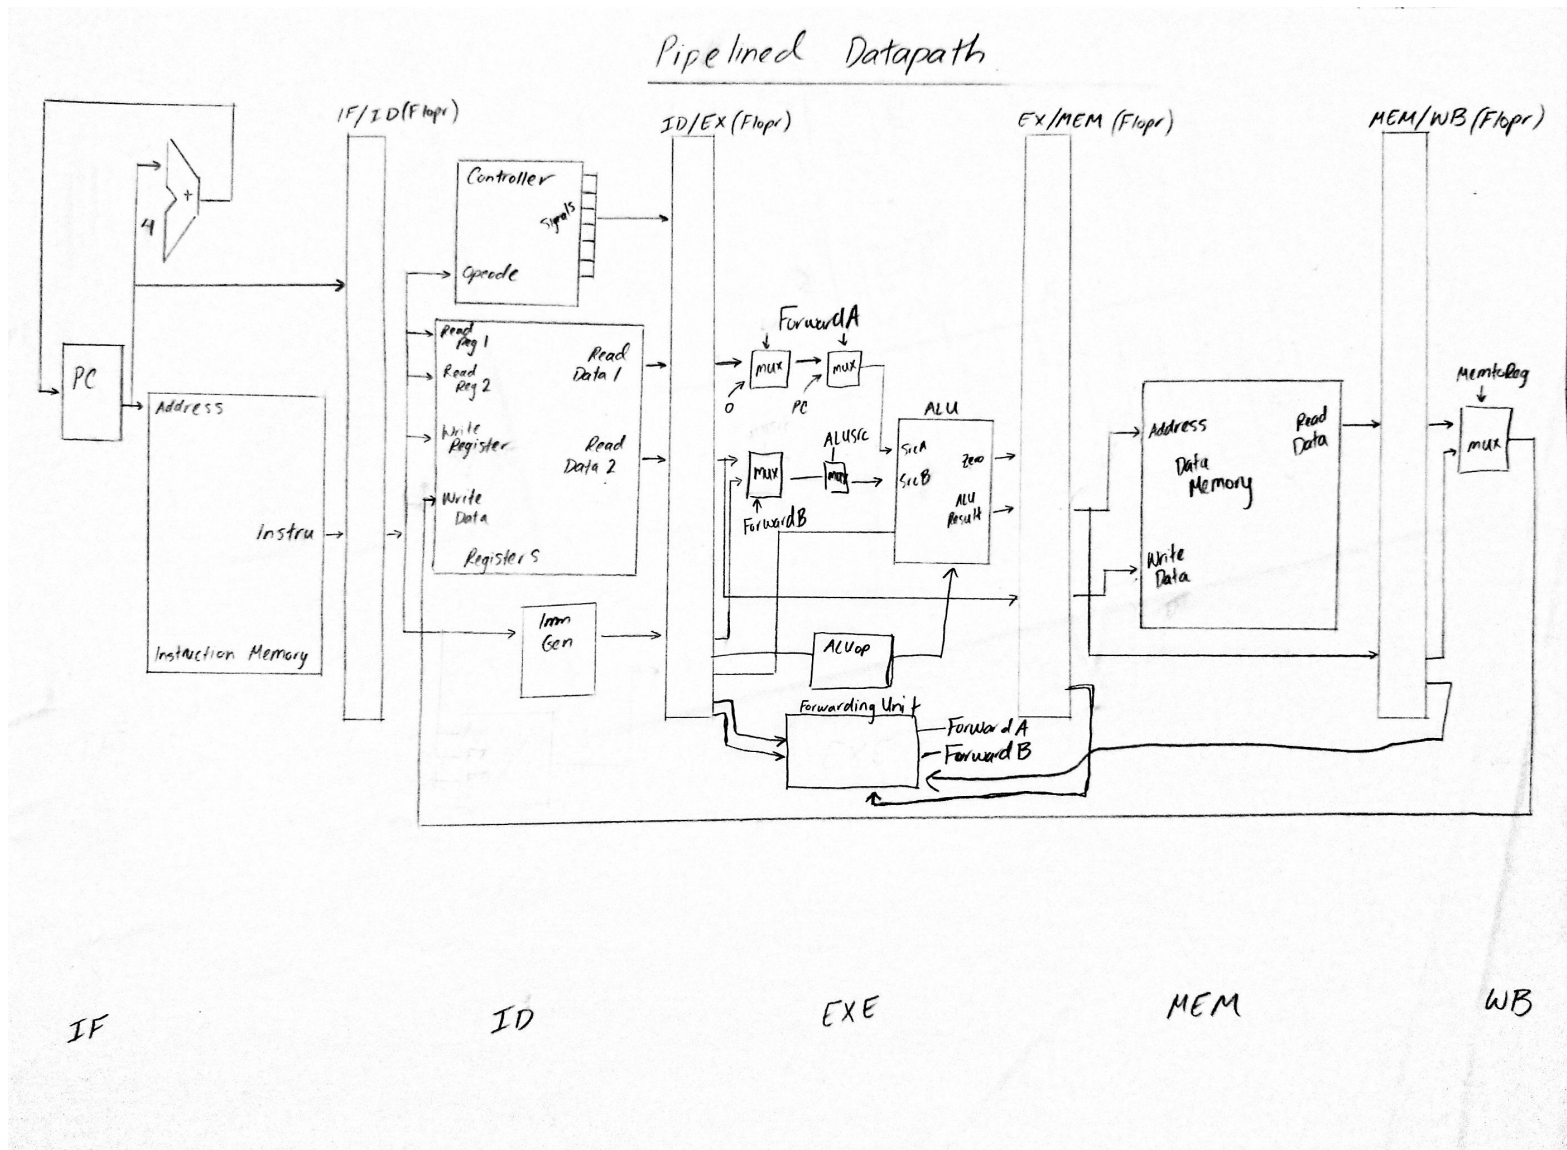 Pipelined Datapath
IF/ID (Flopr)
ID/EX (Flopr)
EX/MEM (Flopr)
MEM/WB (Flopr)
+
4
PC
Address
Instru
Instruction Memory
Controller
Signals
Opcode
Read
Reg 1
Read
Reg 2
Write
Register
Write
Data
Registers
Read
Data 1
Read
Data 2
Imm
Gen
ForwardA
mux
mux
0
PC
ALUSrc
mux
mux
ForwardB
ALU
SrcA
SrcB
Zero
ALU
Result
ALUop
Forwarding Unit
ForwardA
ForwardB
Address
Read
Data
Data
Memory
Write
Data
MemtoReg
mux
IF
ID
EXE
MEM
WB